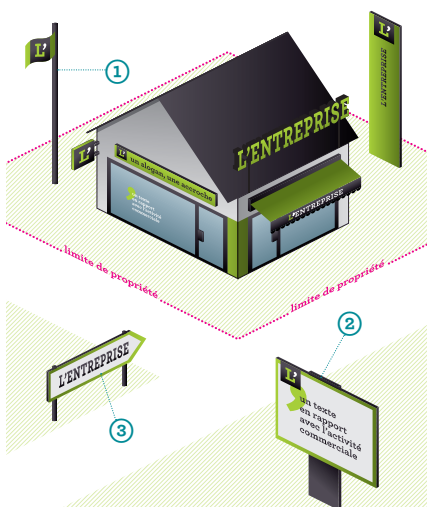 L'
1
L'ENTREPRISE
L'
L'ENTREPRISE
L'
L' un slogan, une accroche
un texte
en rapport
avec l'activité
commerciale
L'ENTREPRISE
limite de propriété
limite de propriété
2
L'ENTREPRISE
3
L'
un texte
en rapport
avec l'activité
commerciale